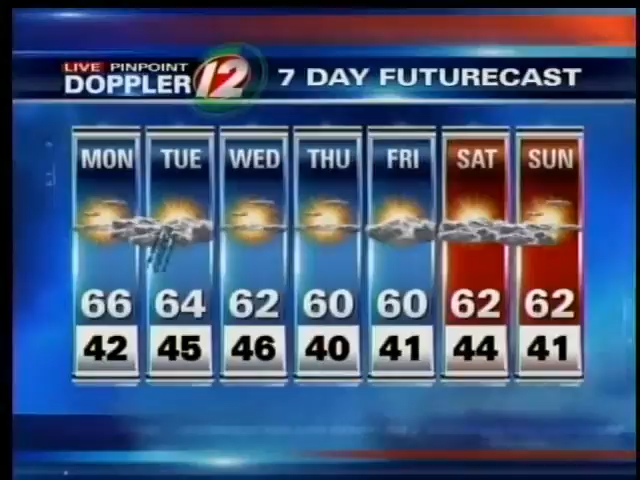 LIVE PINPOINT
DOPPLER 12
7 DAY FUTURECAST
MON TUE WED THU FRI SAT SUN
66 64 62 60 60 62 62
42 45 46 40 41 44 41